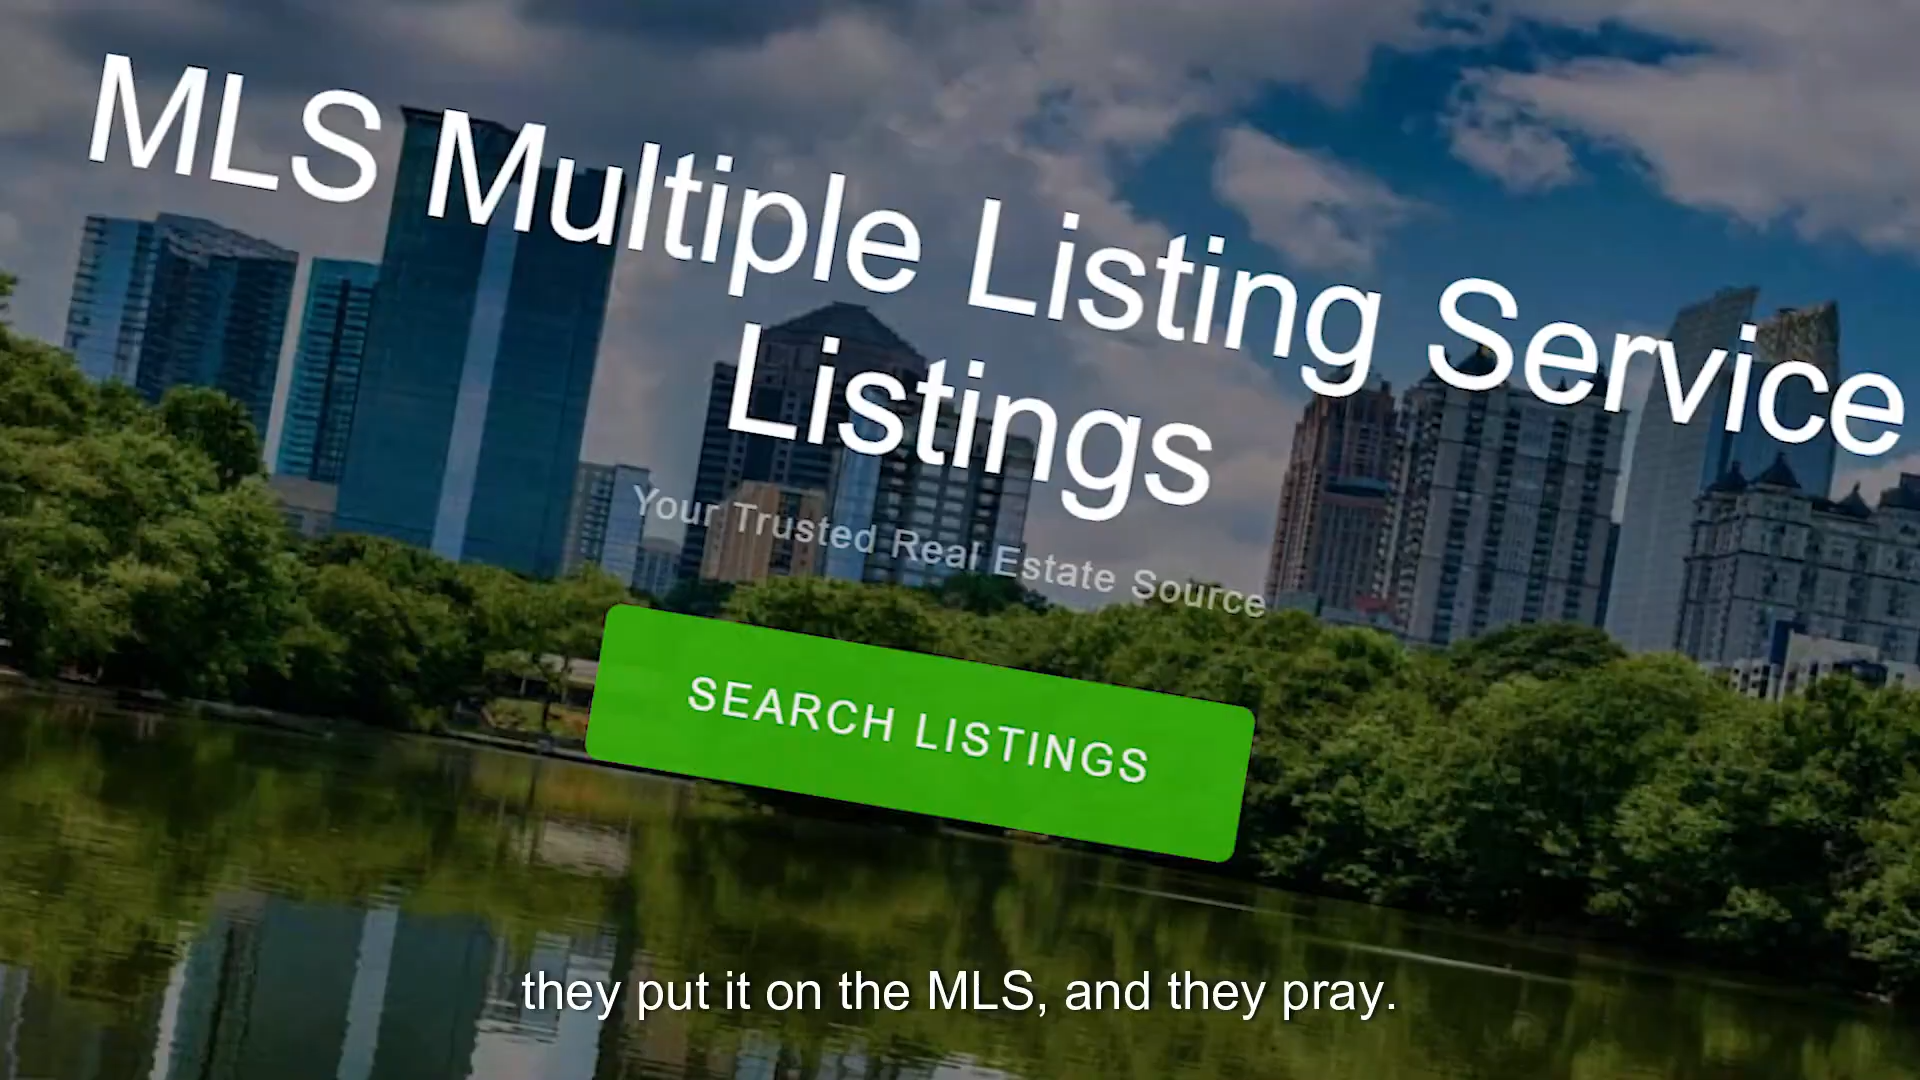 MLS Multiple Listing Service
Listings
Your Trusted Real Estate Source
SEARCH LISTINGS
they put it on the MLS, and they pray.